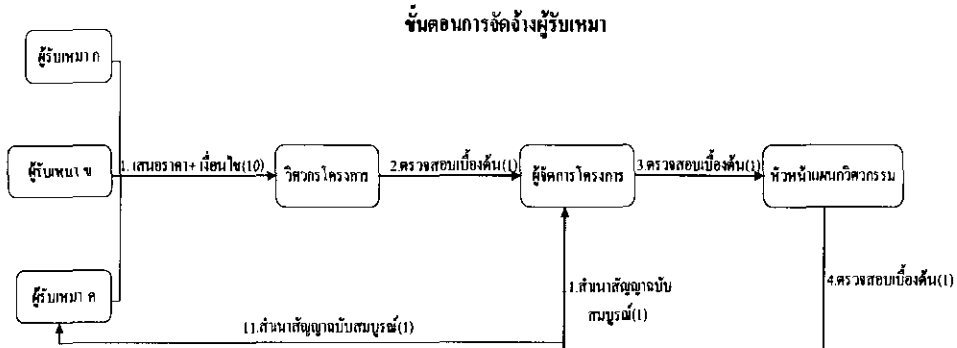 ขั้นตอนการจัดจ้างผู้รับเหมา
ผู้รับเหมา ก
ผู้รับเหมา ข
1. เสนอราคา+ เงื่อนไข(10)
วิศวกรโครงการ
2.ตรวจสอบเบื้องต้น(1)
ผู้จัดการโครงการ
3.ตรวจสอบเบื้องต้น(1)
หัวหน้าแผนกวิศวกรรม
ผู้รับเหมา ค
1.สำเนาสัญญาฉบับ
สมบูรณ์(1)
4.ตรวจสอบเบื้องต้น(1)
11.สำเนาสัญญาฉบับสมบูรณ์(1)